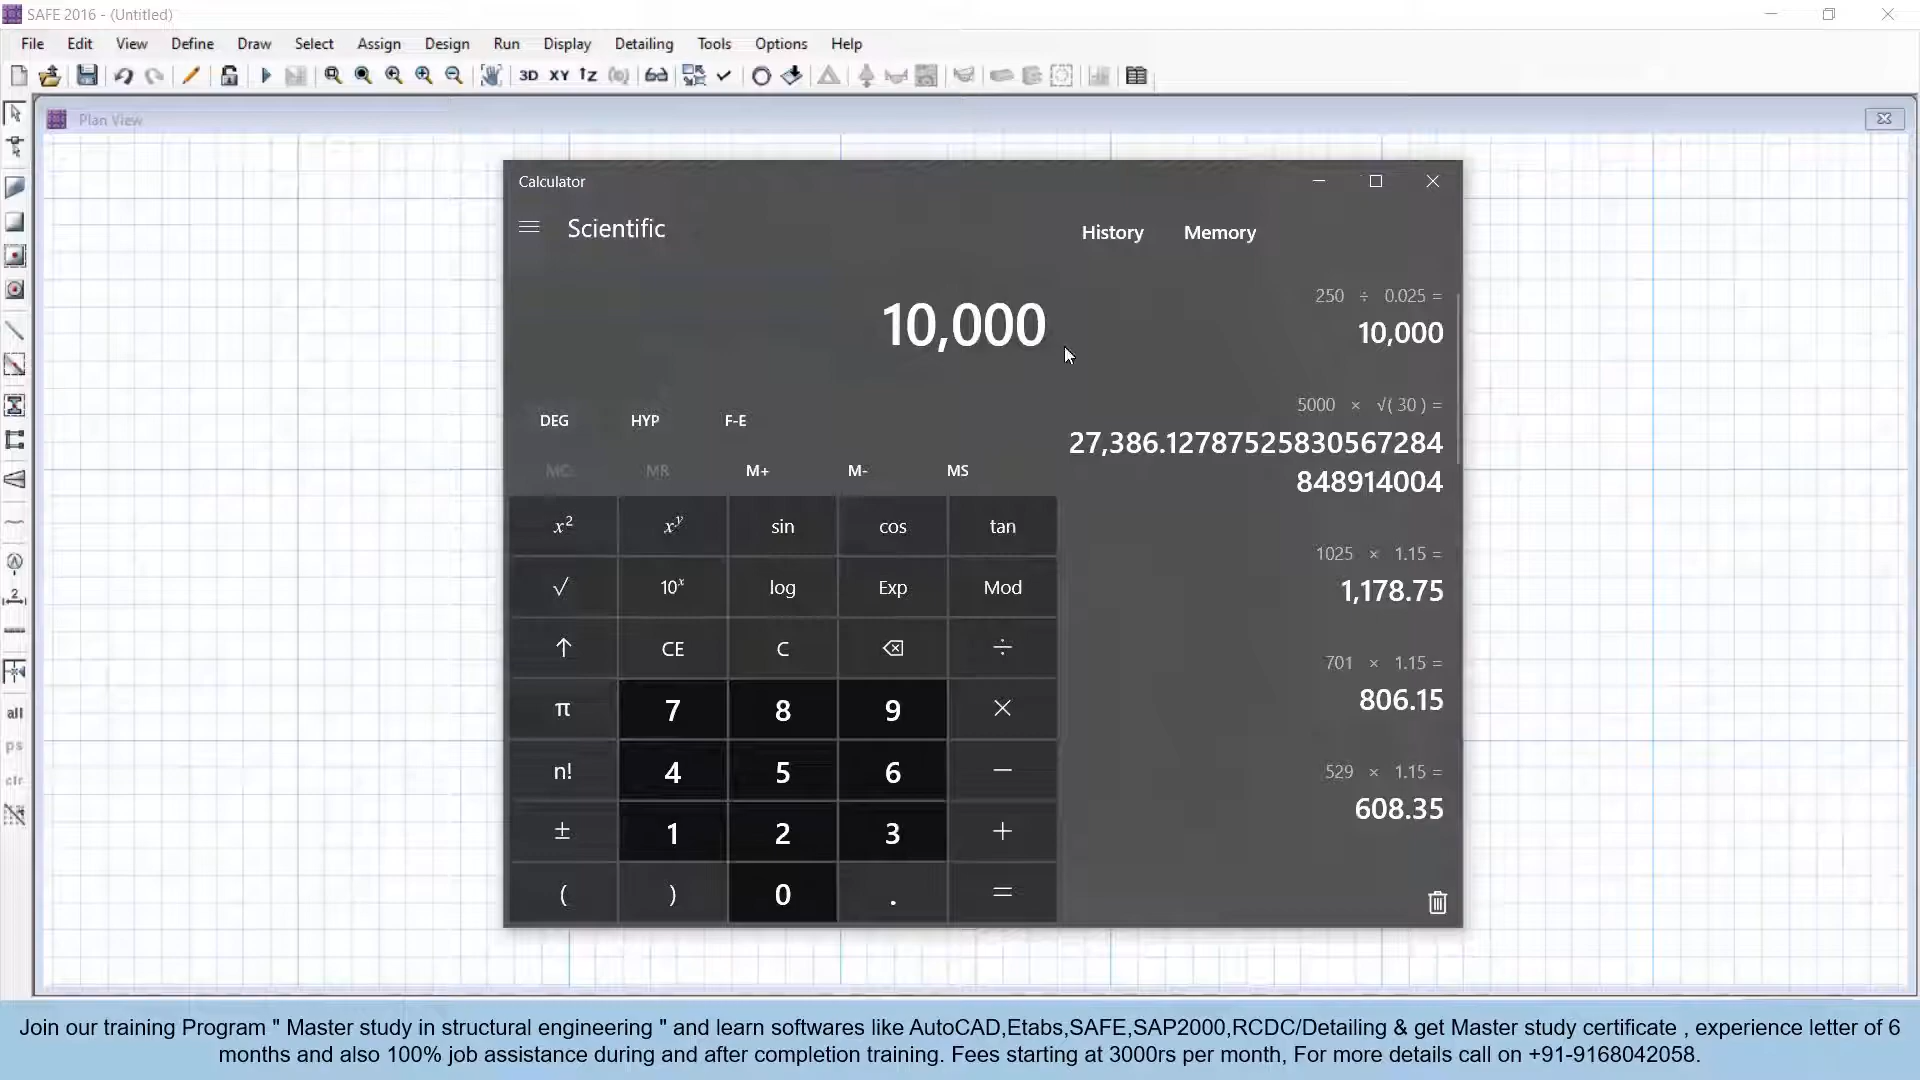 SAFE 2016 - (Untitled)
File Edit View Define Draw Select Assign Design Run Display Detailing Tools Options Help
3D XY
Plan View
Calculator
Scientific
History Memory
10,000
250 ÷ 0.025 =
10,000
5000 × √( 30 ) =
27,386.12787525830567284
848914004
1025 × 1.15 =
1,178.75
701 × 1.15 =
806.15
529 × 1.15 =
608.35
DEG HYP F-E
MC MR M+ M- MS
x² xʸ sin cos tan
√ 10ˣ log Exp Mod
↑ CE C ÷
π 7 8 9 ×
n! 4 5 6 −
± 1 2 3 +
( ) 0 . =
2
all
ps
clr
Join our training Program " Master study in structural engineering " and learn softwares like AutoCAD,Etabs,SAFE,SAP2000,RCDC/Detailing & get Master study certificate , experience letter of 6
months and also 100% job assistance during and after completion training. Fees starting at 3000rs per month, For more details call on +91-9168042058.